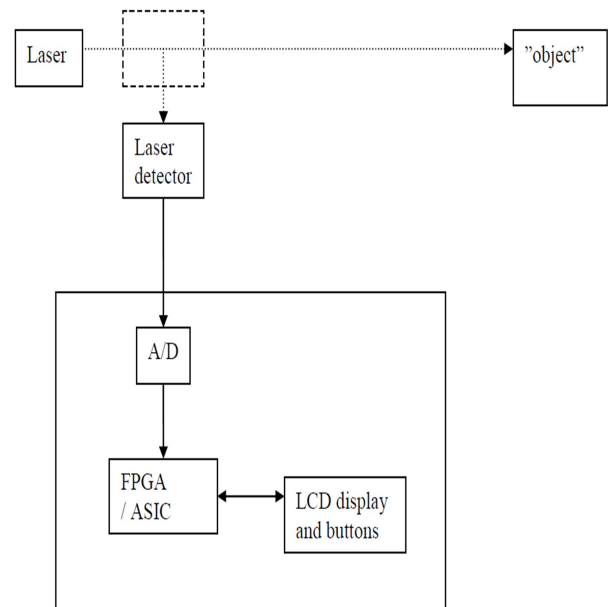 Laser
”object”
Laser
detector
A/D
FPGA
/ ASIC
LCD display
and buttons